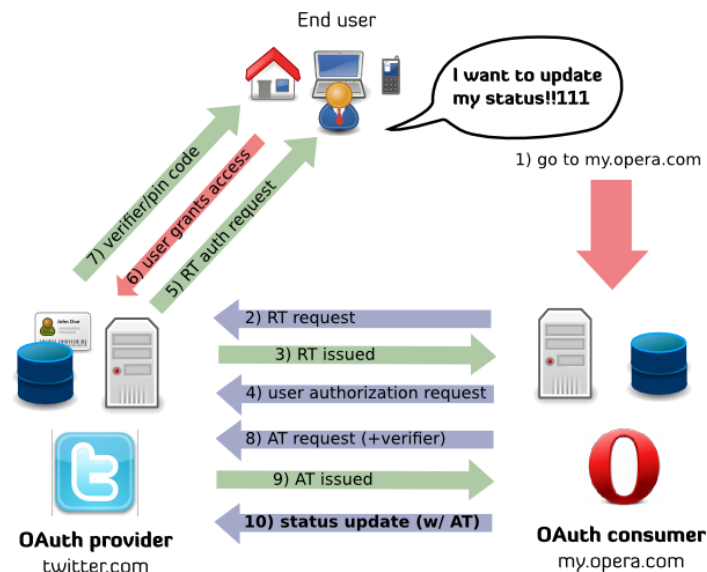 End user
I want to update
my status!!111
1) go to my.opera.com
7) verifier/pin code
6) user grants access
5) RT auth request
John Doe
2) RT request
3) RT issued
4) user authorization request
8) AT request (+verifier)
9) AT issued
10) status update (w/ AT)
OAuth provider
twitter.com
OAuth consumer
my.opera.com